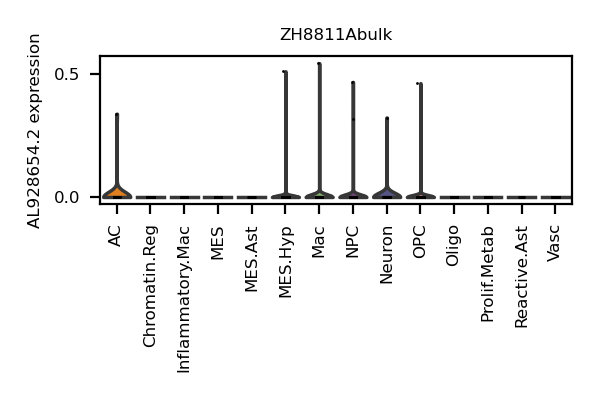 ZH8811Abulk
AL928654.2 expression
0.5
0.0
AC
Chromatin.Reg
Inflammatory.Mac
MES
MES.Ast
MES.Hyp
Mac
NPC
Neuron
OPC
Oligo
Prolif.Metab
Reactive.Ast
Vasc